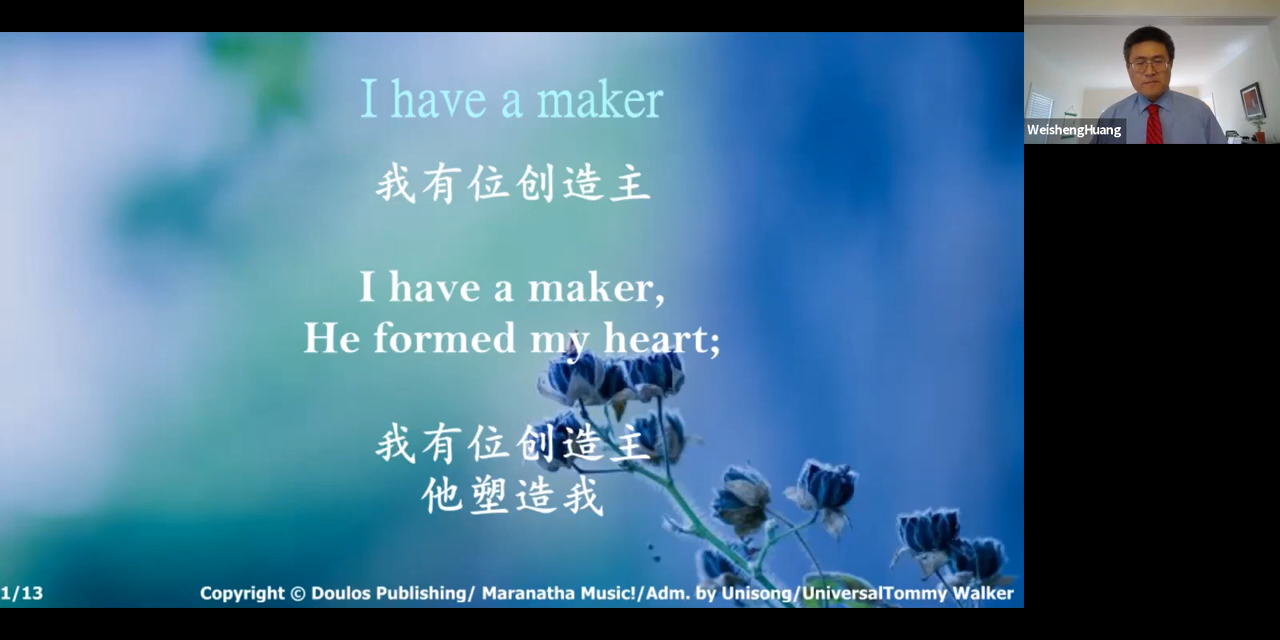 I have a maker
我有位创造主
I have a maker,
He formed my heart;
我有位创造主
他塑造我
1/13
Copyright © Doulos Publishing/ Maranatha Music!/Adm. by Unisong/UniversalTommy Walker
WeishengHuang